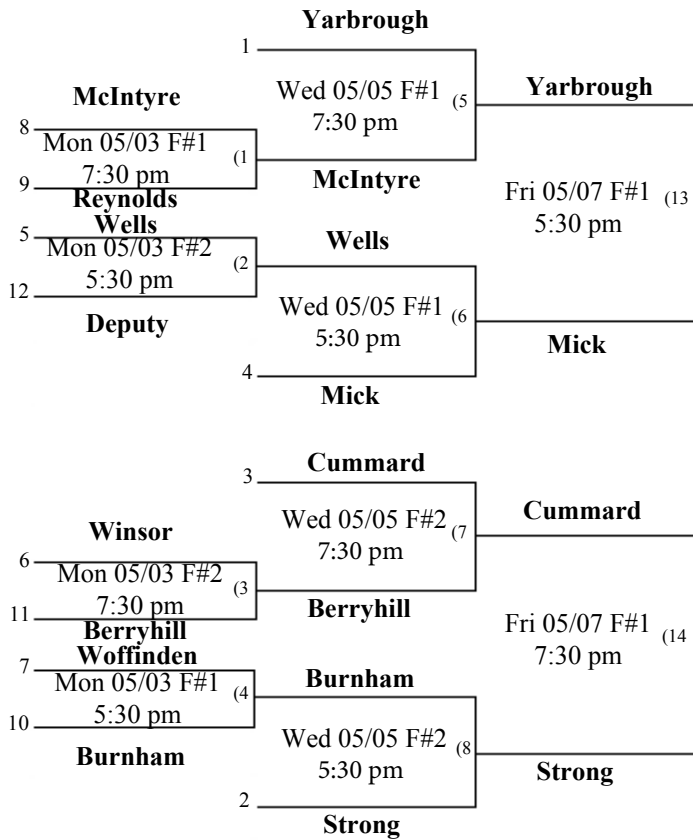 Yarbrough
1
Wed 05/05 F#1 (5
7:30 pm
Yarbrough
McIntyre
8
Mon 05/03 F#1 (1
7:30 pm
9
Reynolds
McIntyre
Fri 05/07 F#1 (13
5:30 pm
Wells
5
Mon 05/03 F#2 (2
5:30 pm
12
Deputy
Wells
Wed 05/05 F#1 (6
5:30 pm
4
Mick
Mick
Cummard
3
Wed 05/05 F#2 (7
7:30 pm
Cummard
Winsor
6
Mon 05/03 F#2 (3
7:30 pm
11
Berryhill
Berryhill
Fri 05/07 F#1 (14
7:30 pm
Woffinden
7
Mon 05/03 F#1 (4
5:30 pm
10
Burnham
Burnham
Wed 05/05 F#2 (8
5:30 pm
2
Strong
Strong